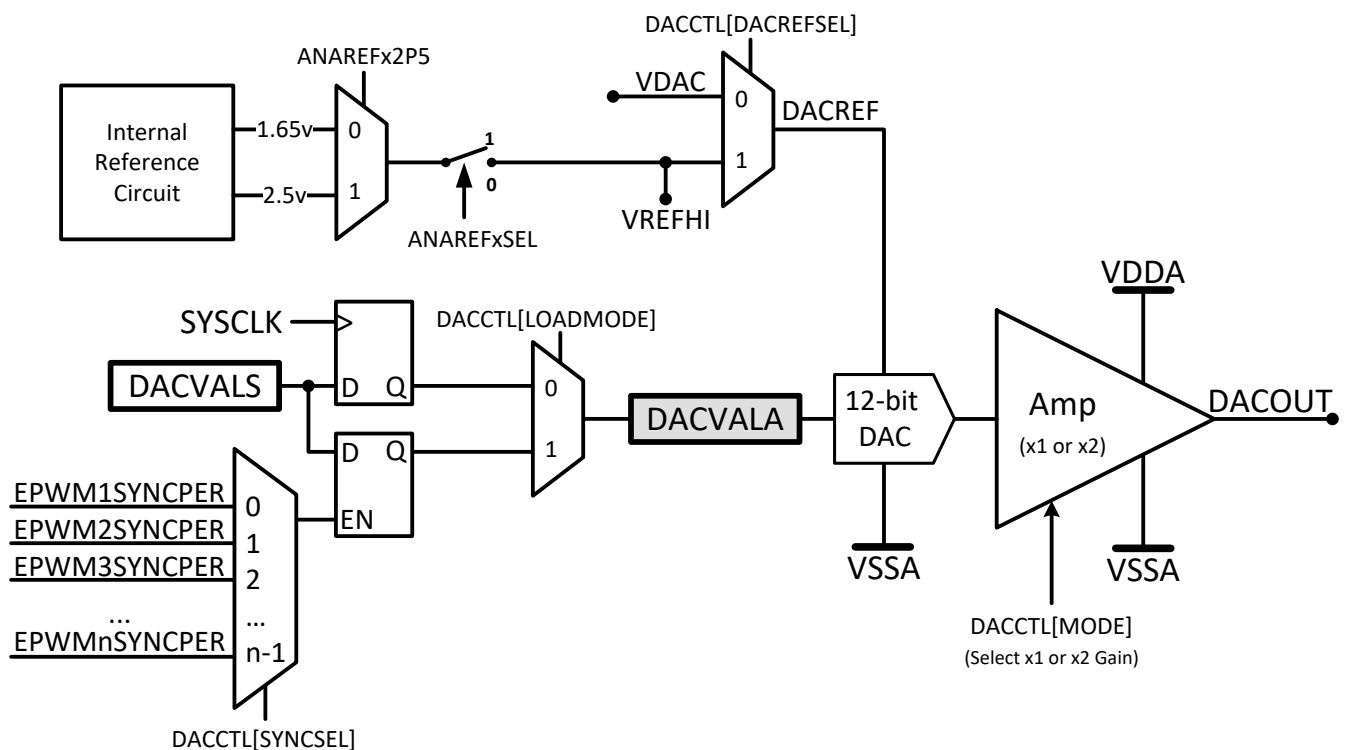 DACCTL[DACREFSEL]
ANAREFx2P5
VDAC
0
DACREF
Internal
Reference
Circuit
1.65v
0
1
2.5v
1
0
1
VREFHI
ANAREFxSEL
VDDA
SYSCLK
DACCTL[LOADMODE]
DACVALS
D
Q
0
DACVALA
12-bit
DAC
Amp
(x1 or x2)
DACOUT
D
Q
1
EPWM1SYNCPER
0
EN
EPWM2SYNCPER
1
EPWM3SYNCPER
2
VSSA
VSSA
...
...
EPWMnSYNCPER
n-1
DACCTL[MODE]
(Select x1 or x2 Gain)
DACCTL[SYNCSEL]